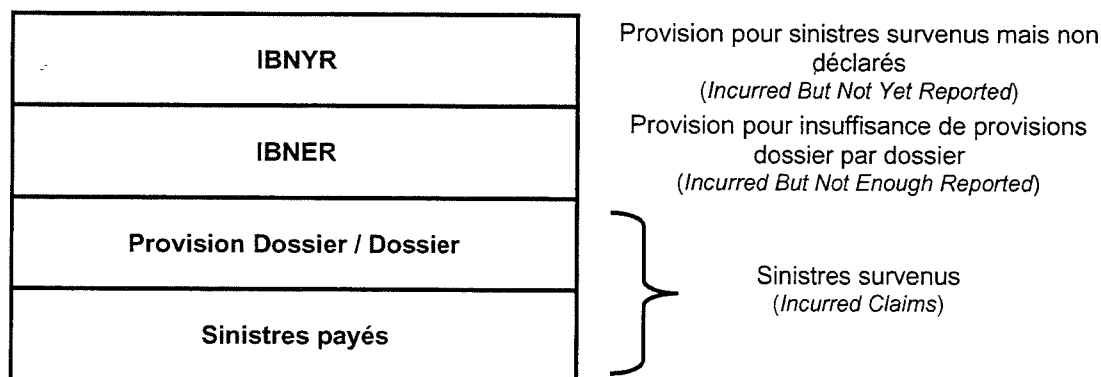 IBNYR
Provision pour sinistres survenus mais non
déclarés
(Incurred But Not Yet Reported)
IBNER
Provision pour insuffisance de provisions
dossier par dossier
(Incurred But Not Enough Reported)
Provision Dossier / Dossier
Sinistres payés
Sinistres survenus
(Incurred Claims)